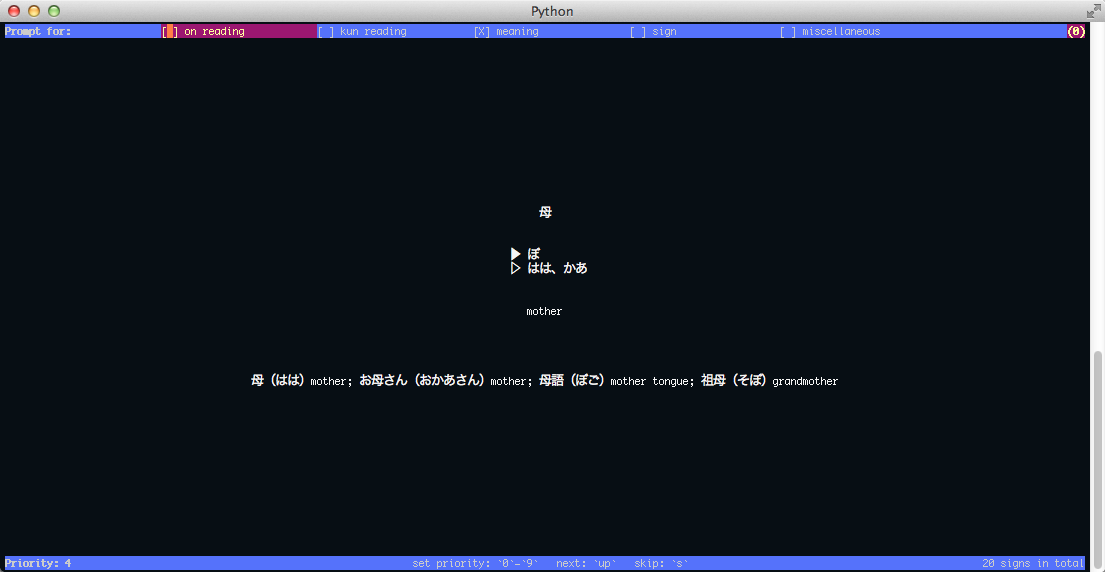 Python
Prompt for: [ ] on reading [ ] kun reading [X] meaning [ ] sign [ ] miscellaneous (0)
母
▶ ぼ
▷ はは、かあ
mother
母（はは）mother; お母さん（おかあさん）mother; 母語（ぼご）mother tongue; 祖母（そぼ）grandmother
Priority: 4 set priority: `0`-`9` next: `up` skip: `s` 20 signs in total